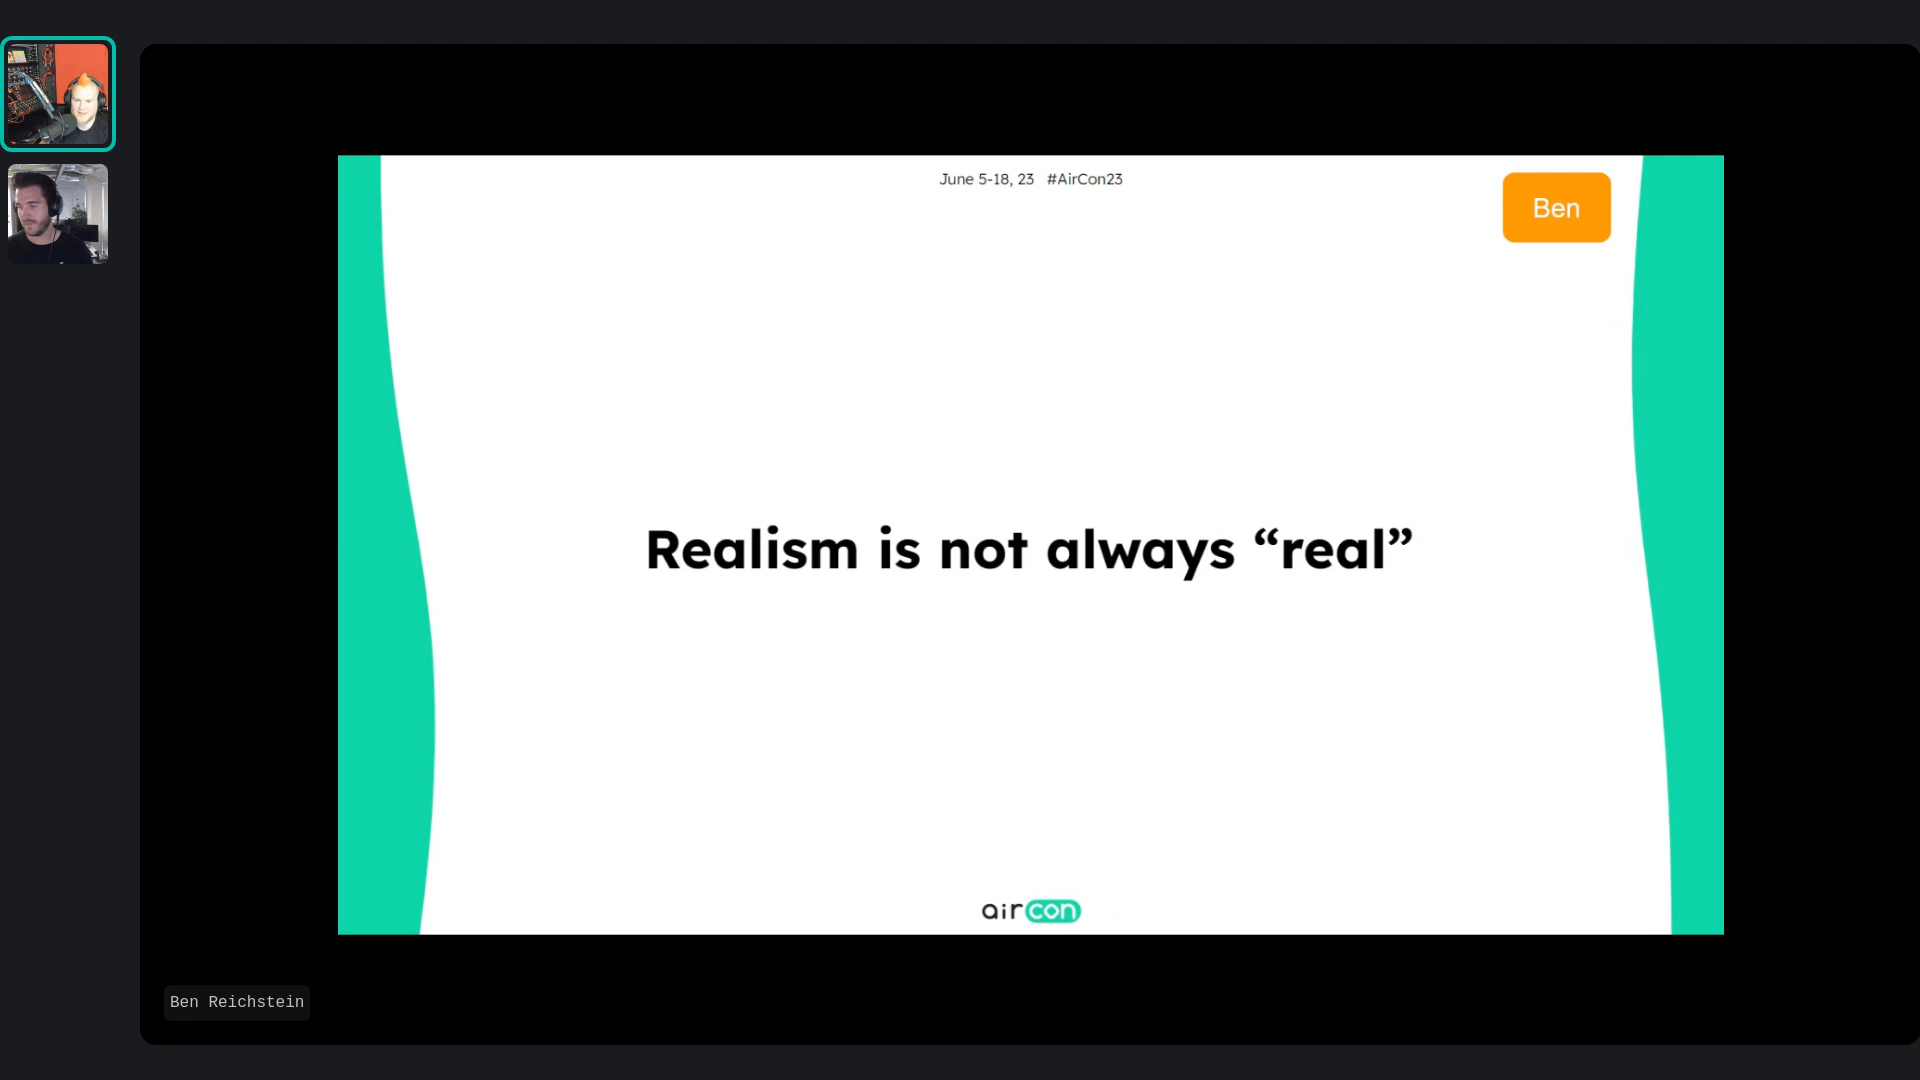 June 5-18, 23 #AirCon23
Ben
Realism is not always “real”
aircon
Ben Reichstein